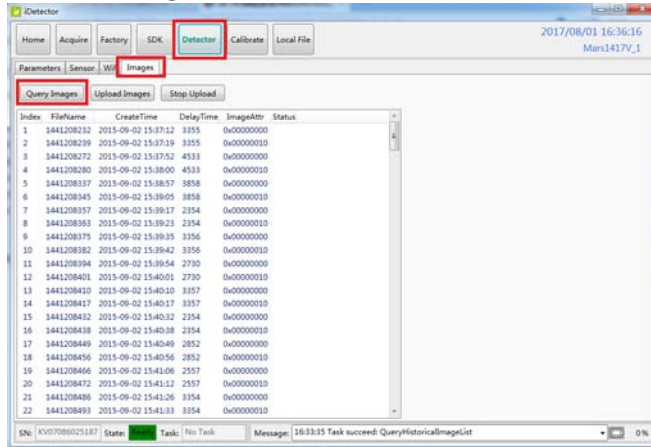 iDetector
Home Acquire Factory SDK Detector Calibrate Local File
2017/08/01 16:36:16
Mars1417V_1
Parameters Sensor Wifi Images
Query Images Upload Images Stop Upload
Index FileName CreateTime DelayTime ImageAttr Status
1 1441208232 2015-09-02 15:37:12 3355 0x00000000
2 1441208239 2015-09-02 15:37:19 3355 0x00000010
3 1441208272 2015-09-02 15:37:52 4533 0x00000000
4 1441208280 2015-09-02 15:38:00 4533 0x00000010
5 1441208337 2015-09-02 15:38:57 3858 0x00000000
6 1441208345 2015-09-02 15:39:05 3858 0x00000010
7 1441208357 2015-09-02 15:39:17 2354 0x00000000
8 1441208363 2015-09-02 15:39:23 2354 0x00000010
9 1441208375 2015-09-02 15:39:35 3356 0x00000000
10 1441208382 2015-09-02 15:39:42 3356 0x00000010
11 1441208394 2015-09-02 15:39:54 2730 0x00000000
12 1441208401 2015-09-02 15:40:01 2730 0x00000010
13 1441208410 2015-09-02 15:40:10 3357 0x00000000
14 1441208417 2015-09-02 15:40:17 3357 0x00000010
15 1441208432 2015-09-02 15:40:32 2354 0x00000000
16 1441208438 2015-09-02 15:40:38 2354 0x00000010
17 1441208449 2015-09-02 15:40:49 2852 0x00000000
18 1441208456 2015-09-02 15:40:56 2852 0x00000010
19 1441208466 2015-09-02 15:41:06 2557 0x00000000
20 1441208472 2015-09-02 15:41:12 2557 0x00000010
21 1441208486 2015-09-02 15:41:26 3354 0x00000000
22 1441208493 2015-09-02 15:41:33 3354 0x00000010
SN: KV07086025187 State: Ready Task: No Task Message: 16:33:35 Task succeed: QueryHistoricalImageList 0%